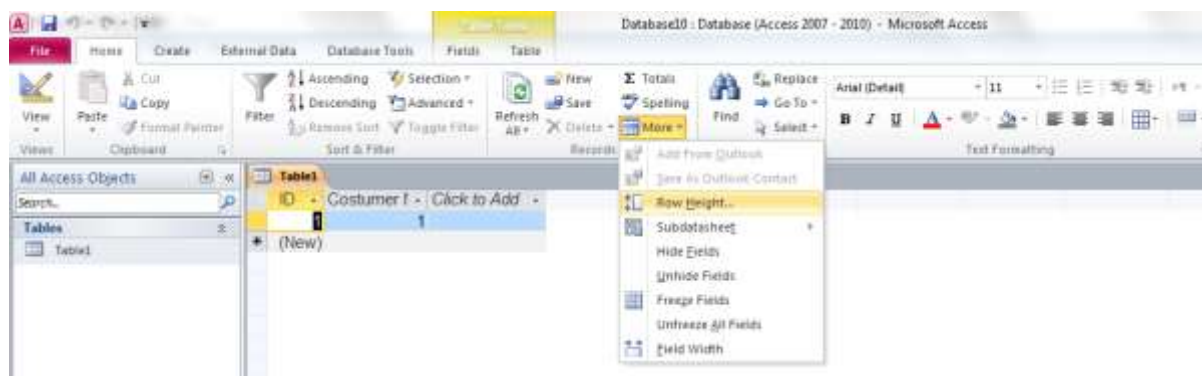 A
Database10 : Database (Access 2007 - 2010) - Microsoft Access
File Home Create External Data Database Tools Fields Table
View
Views
Paste
Cut
Copy
Format Painter
Clipboard
Filter
Ascending
Descending
Remove Sort
Selection
Advanced
Toggle Filter
Sort & Filter
Refresh
All
New
Save
Delete
Records
Σ Totals
Spelling
More
Find
Replace
Go To
Select
Arial (Detail) 11
B I U A
Text Formatting
All Access Objects
Search..
Tables
Table1
Table1
ID Costumer f Click to Add
1 1
* (New)
Add From Outlook
Save As Outlook Contact
Row Height...
Subdatasheet
Hide Fields
Unhide Fields
Freeze Fields
Unfreeze All Fields
Field Width